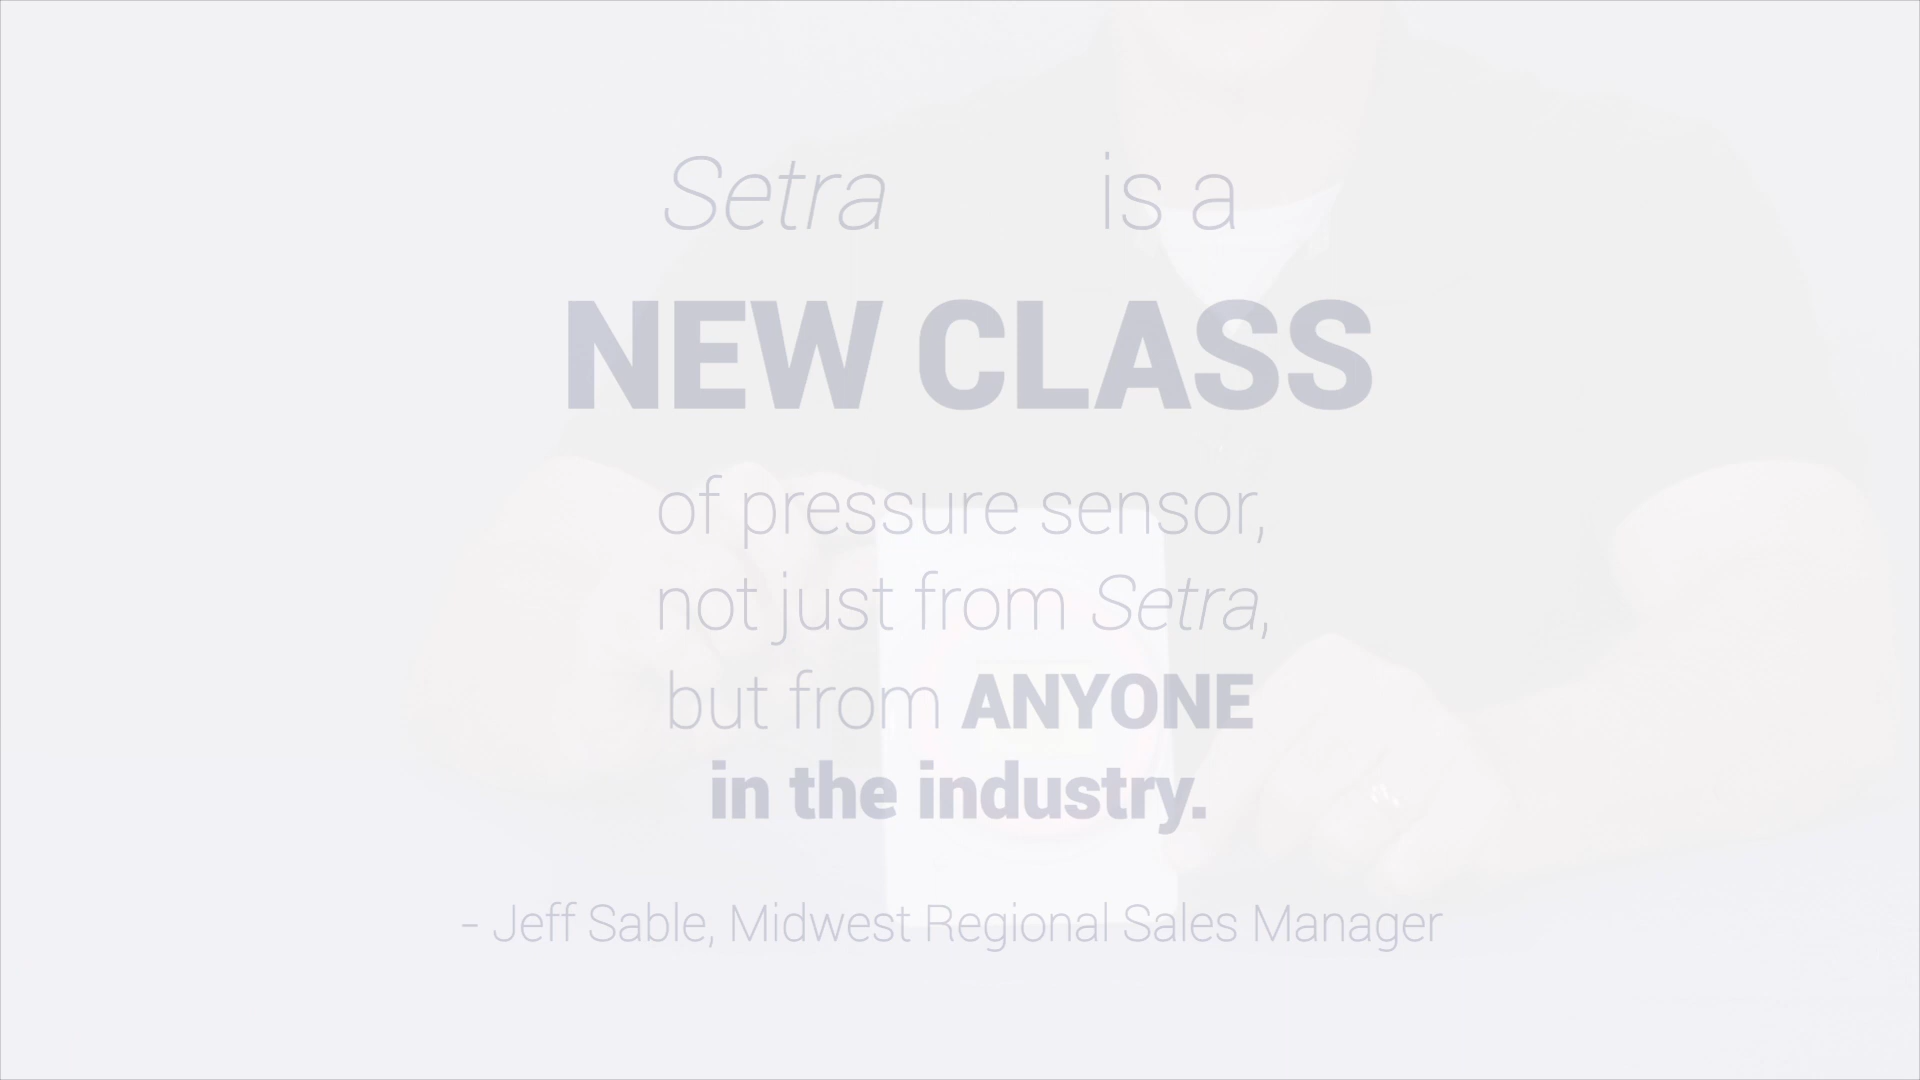 Setra is a
NEW CLASS
of pressure sensor,
not just from Setra,
but from ANYONE
in the industry.
- Jeff Sable, Midwest Regional Sales Manager